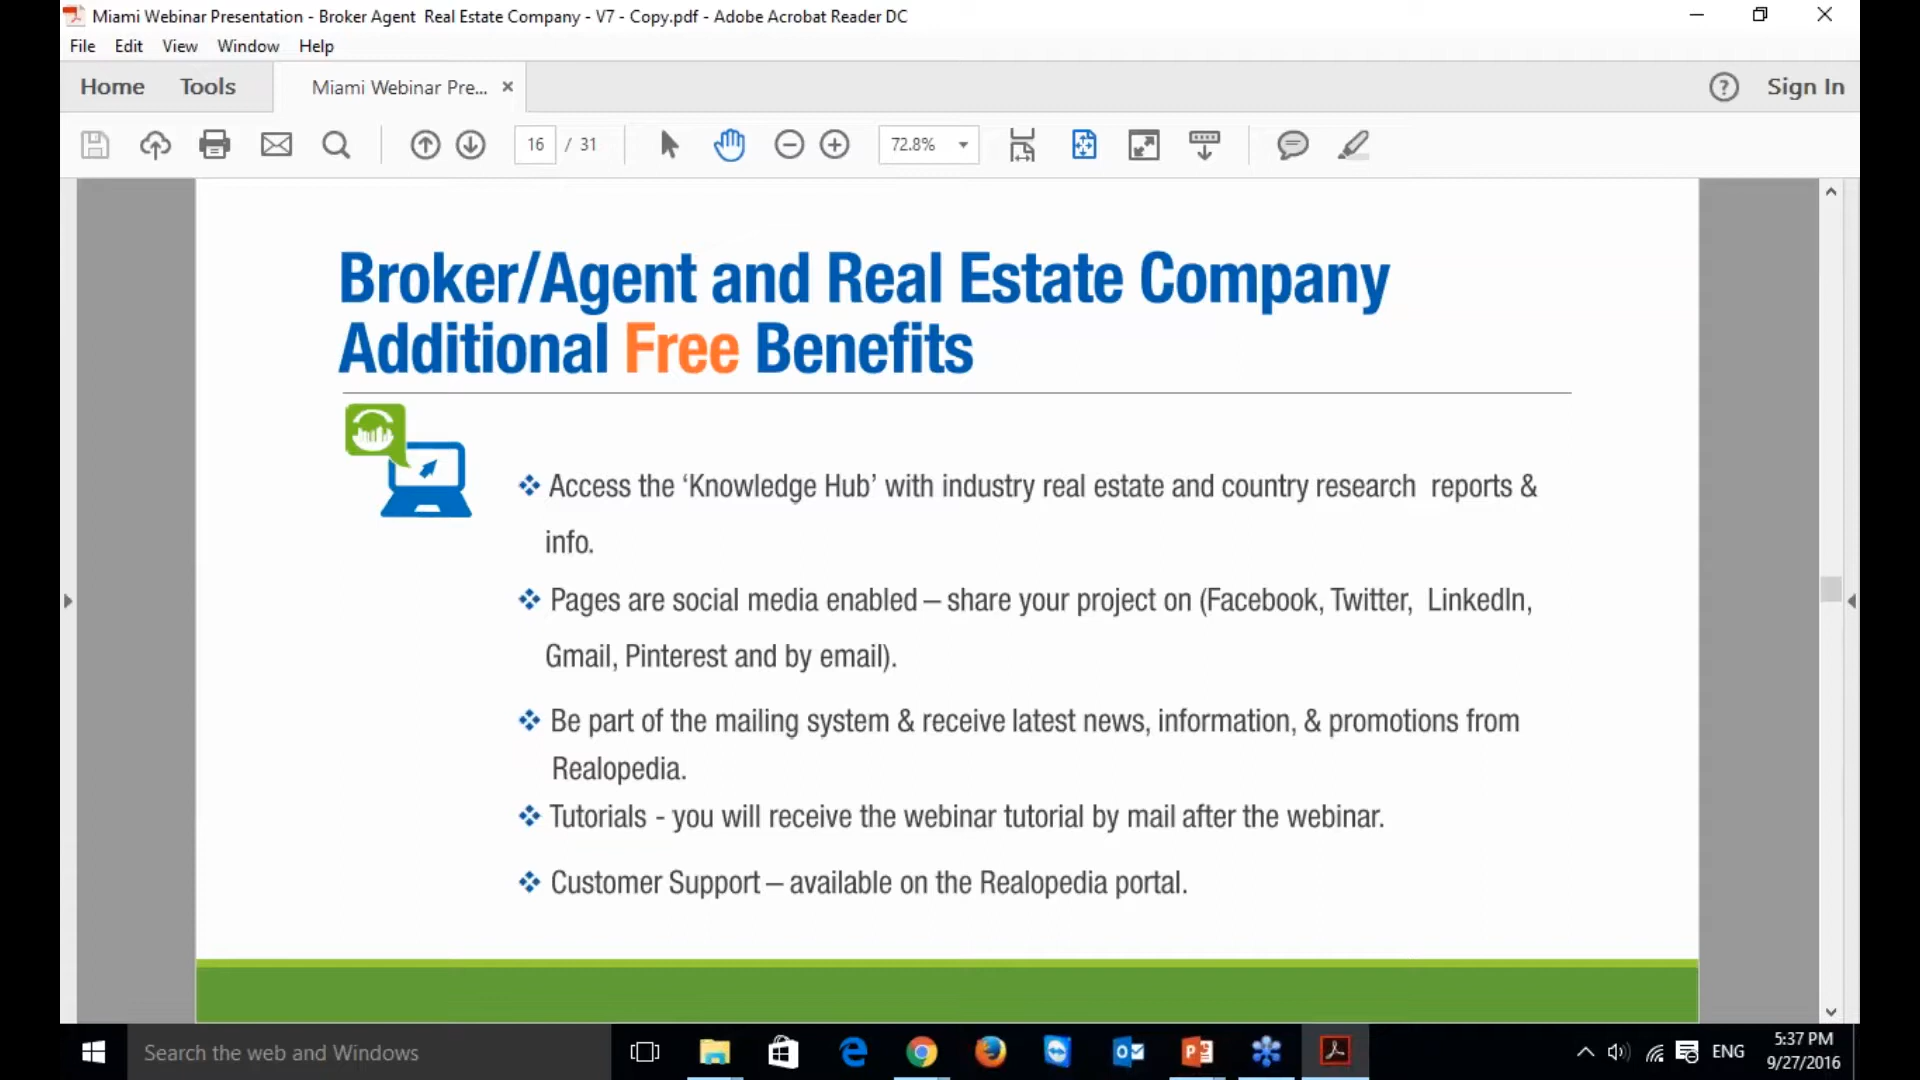 Miami Webinar Presentation - Broker Agent  Real Estate Company - V7 - Copy.pdf - Adobe Acrobat Reader DC
File Edit View Window Help
Home Tools Miami Webinar Pre... × ? Sign In
16 / 31 72.8%
Broker/Agent and Real Estate Company
Additional Free Benefits
Access the ‘Knowledge Hub’ with industry real estate and country research  reports &
info.
Pages are social media enabled – share your project on (Facebook, Twitter,  LinkedIn,
Gmail, Pinterest and by email).
Be part of the mailing system & receive latest news, information, & promotions from
Realopedia.
Tutorials - you will receive the webinar tutorial by mail after the webinar.
Customer Support – available on the Realopedia portal.
Search the web and Windows
ENG
5:37 PM
9/27/2016